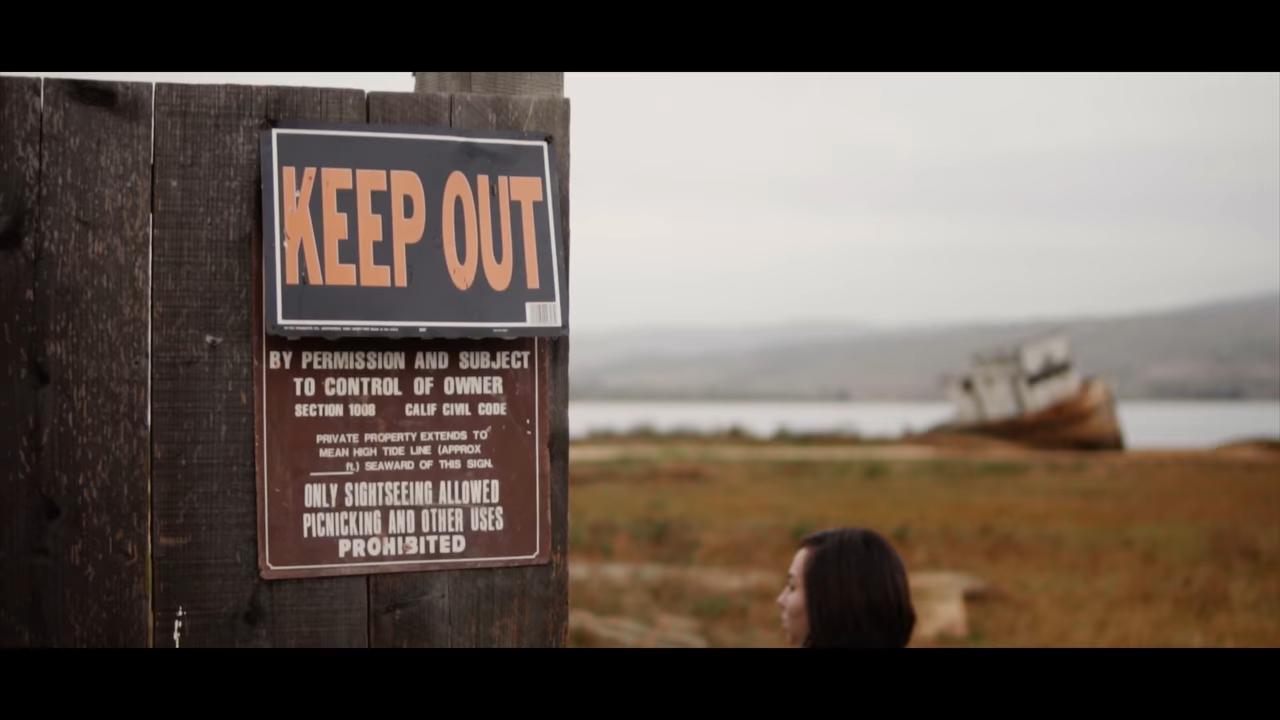 KEEP OUT
BY PERMISSION AND SUBJECT
TO CONTROL OF OWNER
SECTION 1008 CALIF CIVIL CODE
PRIVATE PROPERTY EXTENDS TO
MEAN HIGH TIDE LINE (APPROX
______ft.) SEAWARD OF THIS SIGN.
ONLY SIGHTSEEING ALLOWED
PICNICKING AND OTHER USES
PROHIBITED